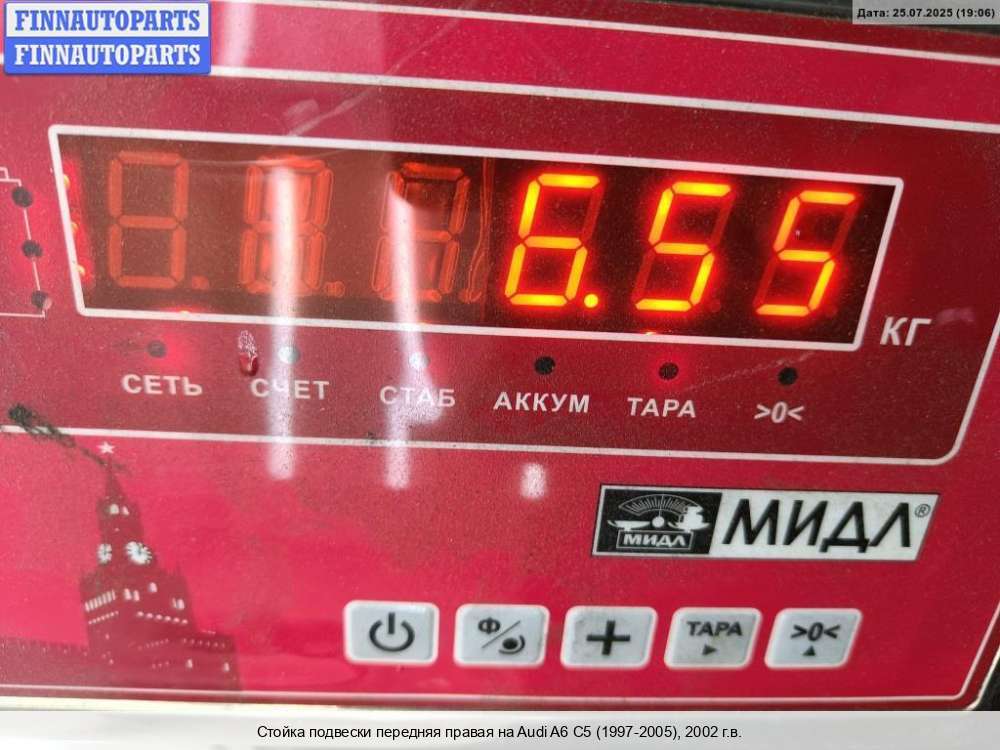 FINNAUTOPARTS
FINNAUTOPARTS
Дата: 25.07.2025 (19:06)
6.55
КГ
СЕТЬ СЧЕТ СТАБ АККУМ ТАРА >0<
МИДЛ МИДЛ®
Ф ТАРА >0<
Стойка подвески передняя правая на Audi A6 C5 (1997-2005), 2002 г.в.